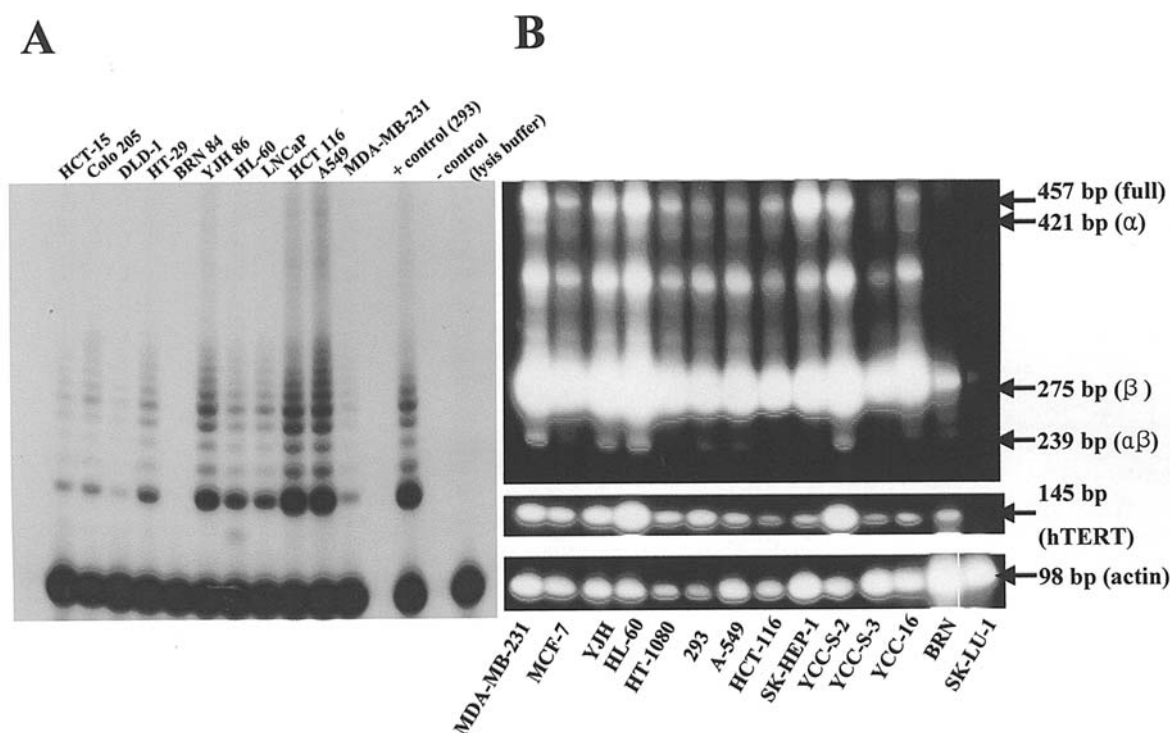 A
B
HCT-15
Colo 205
DLD-1
HT-29
BRN 84
YJH 86
HL-60
LNCaP
HCT 116
A549
MDA-MB-231
+ control (293)
- control
(lysis buffer)
457 bp (full)
421 bp (α)
275 bp (β)
239 bp (αβ)
145 bp
(hTERT)
98 bp (actin)
MDA-MB-231
MCF-7
YJH
HL-60
HT-1080
293
A-549
HCT-116
SK-HEP-1
YCC-S-2
YCC-S-3
YCC-16
BRN
SK-LU-1